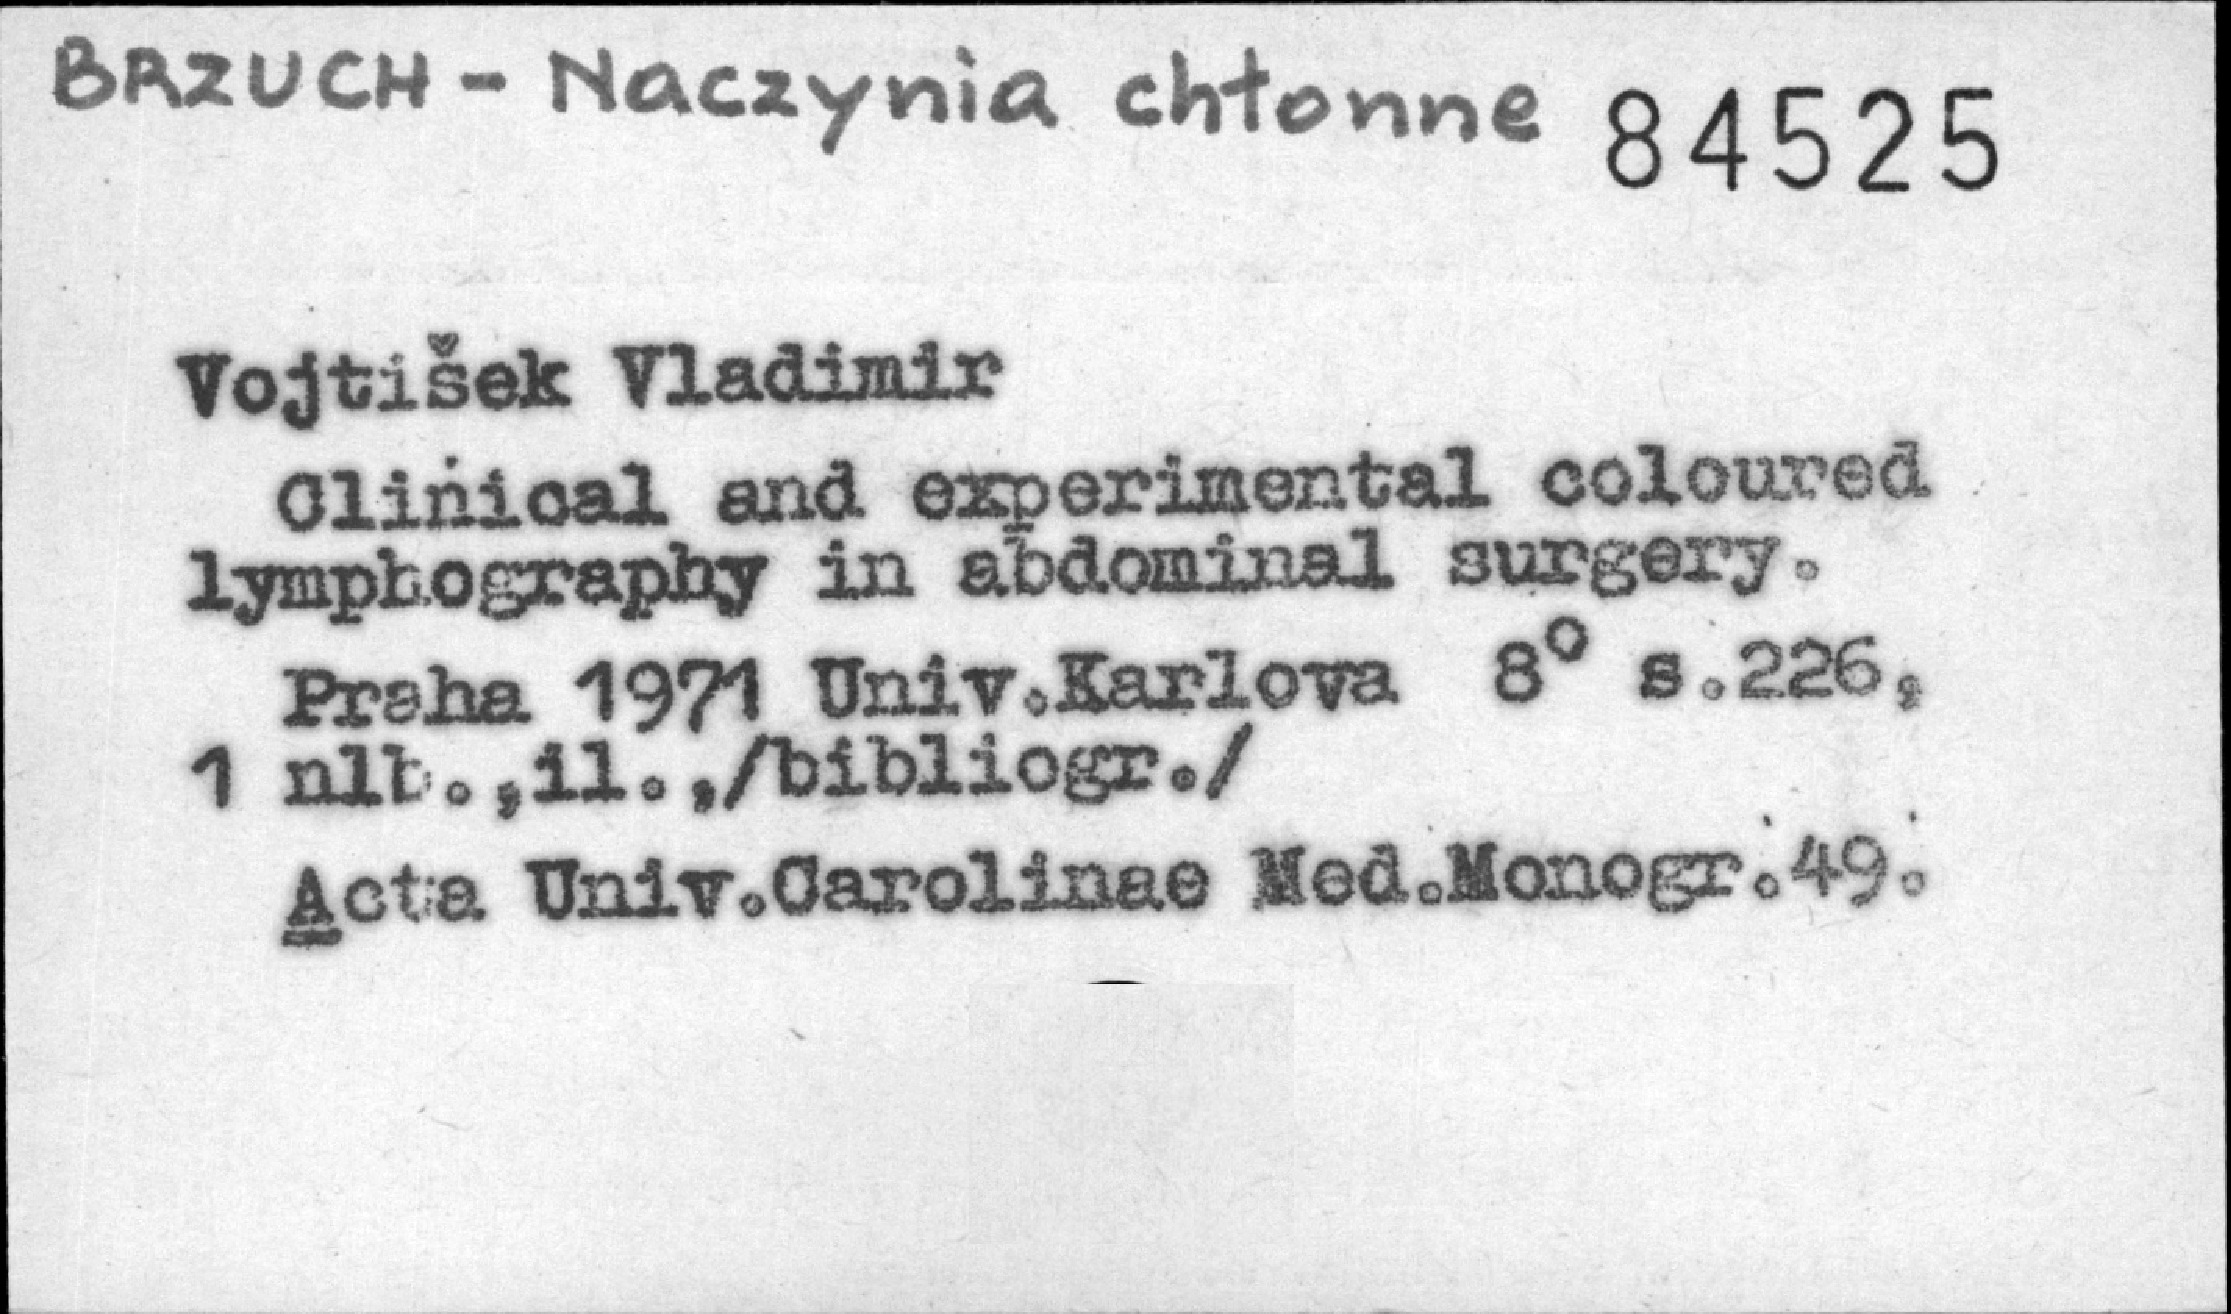 BRZUCH - Naczynia chłonne 84525
Vojtišek Vladimir
Clinical and experimental coloured
lymphography in abdominal surgery.
Praha 1971 Univ.Karlova 8° s.226,
1 nlb.,il.,/bibliogr./
Acta Univ.Carolinae Med.Monogr.49.